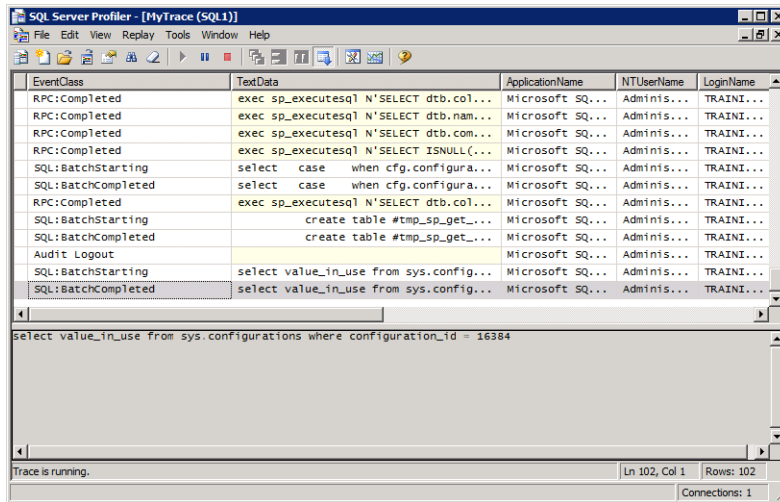 SQL Server Profiler - [MyTrace (SQL1)]
File Edit View Replay Tools Window Help
EventClass TextData ApplicationName NTUserName LoginName
RPC:Completed exec sp_executesql N'SELECT dtb.col... Microsoft SQ... Adminis... TRAINI...
RPC:Completed exec sp_executesql N'SELECT dtb.nam... Microsoft SQ... Adminis... TRAINI...
RPC:Completed exec sp_executesql N'SELECT dtb.com... Microsoft SQ... Adminis... TRAINI...
RPC:Completed exec sp_executesql N'SELECT ISNULL(... Microsoft SQ... Adminis... TRAINI...
SQL:BatchStarting select case when cfg.configura... Microsoft SQ... Adminis... TRAINI...
SQL:BatchCompleted select case when cfg.configura... Microsoft SQ... Adminis... TRAINI...
RPC:Completed exec sp_executesql N'SELECT dtb.col... Microsoft SQ... Adminis... TRAINI...
SQL:BatchStarting create table #tmp_sp_get_... Microsoft SQ... Adminis... TRAINI...
SQL:BatchCompleted create table #tmp_sp_get_... Microsoft SQ... Adminis... TRAINI...
Audit Logout Microsoft SQ... Adminis... TRAINI...
SQL:BatchStarting select value_in_use from sys.config... Microsoft SQ... Adminis... TRAINI...
SQL:BatchCompleted select value_in_use from sys.config... Microsoft SQ... Adminis... TRAINI...
select value_in_use from sys.configurations where configuration_id = 16384
Trace is running. Ln 102, Col 1 Rows: 102
Connections: 1